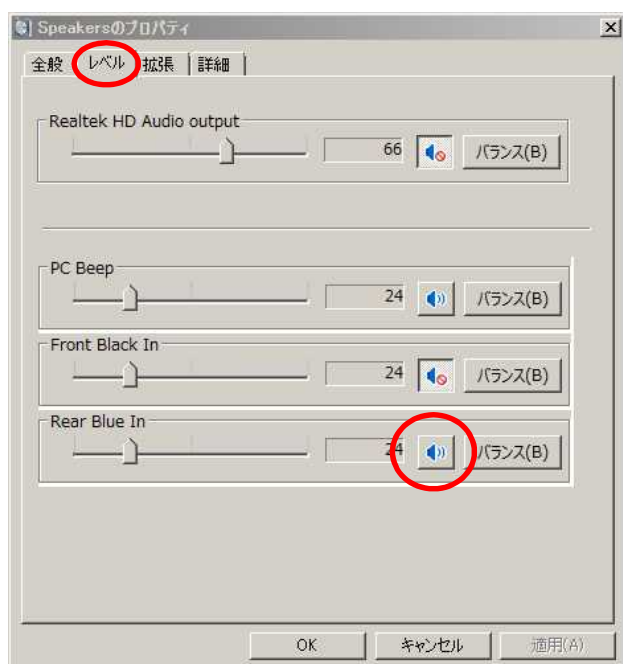 Speakersのプロパティ
全般 レベル 拡張 詳細
Realtek HD Audio output
66 バランス(B)
PC Beep
24 バランス(B)
Front Black In
24 バランス(B)
Rear Blue In
24 バランス(B)
OK キャンセル 適用(A)